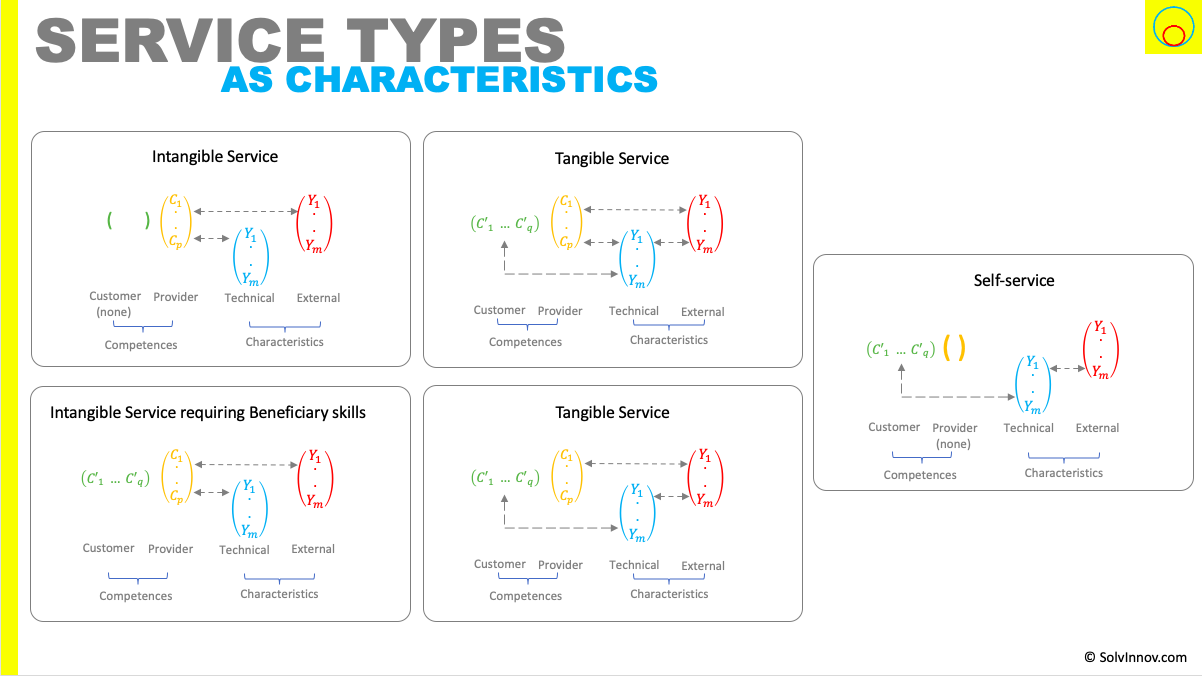 SERVICE TYPES
AS CHARACTERISTICS
Intangible Service
( )
C₁
.
.
Cₚ
Y₁
.
.
Yₘ
Y₁
.
.
Yₘ
Customer Provider Technical External
(none)
Competences Characteristics
Tangible Service
(C'₁ ... C'q)
C₁
.
.
Cₚ
Y₁
.
.
Yₘ
Y₁
.
.
Yₘ
Customer Provider Technical External
Competences Characteristics
Intangible Service requiring Beneficiary skills
(C'₁ ... C'q)
C₁
.
.
Cₚ
Y₁
.
.
Yₘ
Y₁
.
.
Yₘ
Customer Provider Technical External
Competences Characteristics
Tangible Service
(C'₁ ... C'q)
C₁
.
.
Cₚ
Y₁
.
.
Yₘ
Y₁
.
.
Yₘ
Customer Provider Technical External
Competences Characteristics
Self-service
(C'₁ ... C'q) ( )
Y₁
.
.
Yₘ
Y₁
.
.
Yₘ
Customer Provider Technical External
(none)
Competences Characteristics
© SolvInnov.com